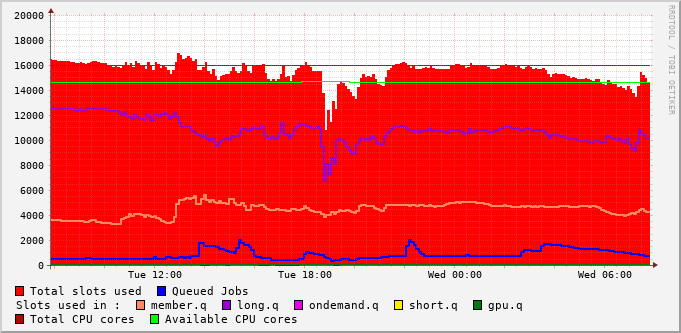 20000
18000
16000
14000
12000
10000
8000
6000
4000
2000
0
Tue 12:00 Tue 18:00 Wed 00:00 Wed 06:00
RRDTOOL / TOBI OETIKER
Total slots used Queued Jobs
Slots used in : member.q long.q ondemand.q short.q gpu.q
Total CPU cores Available CPU cores